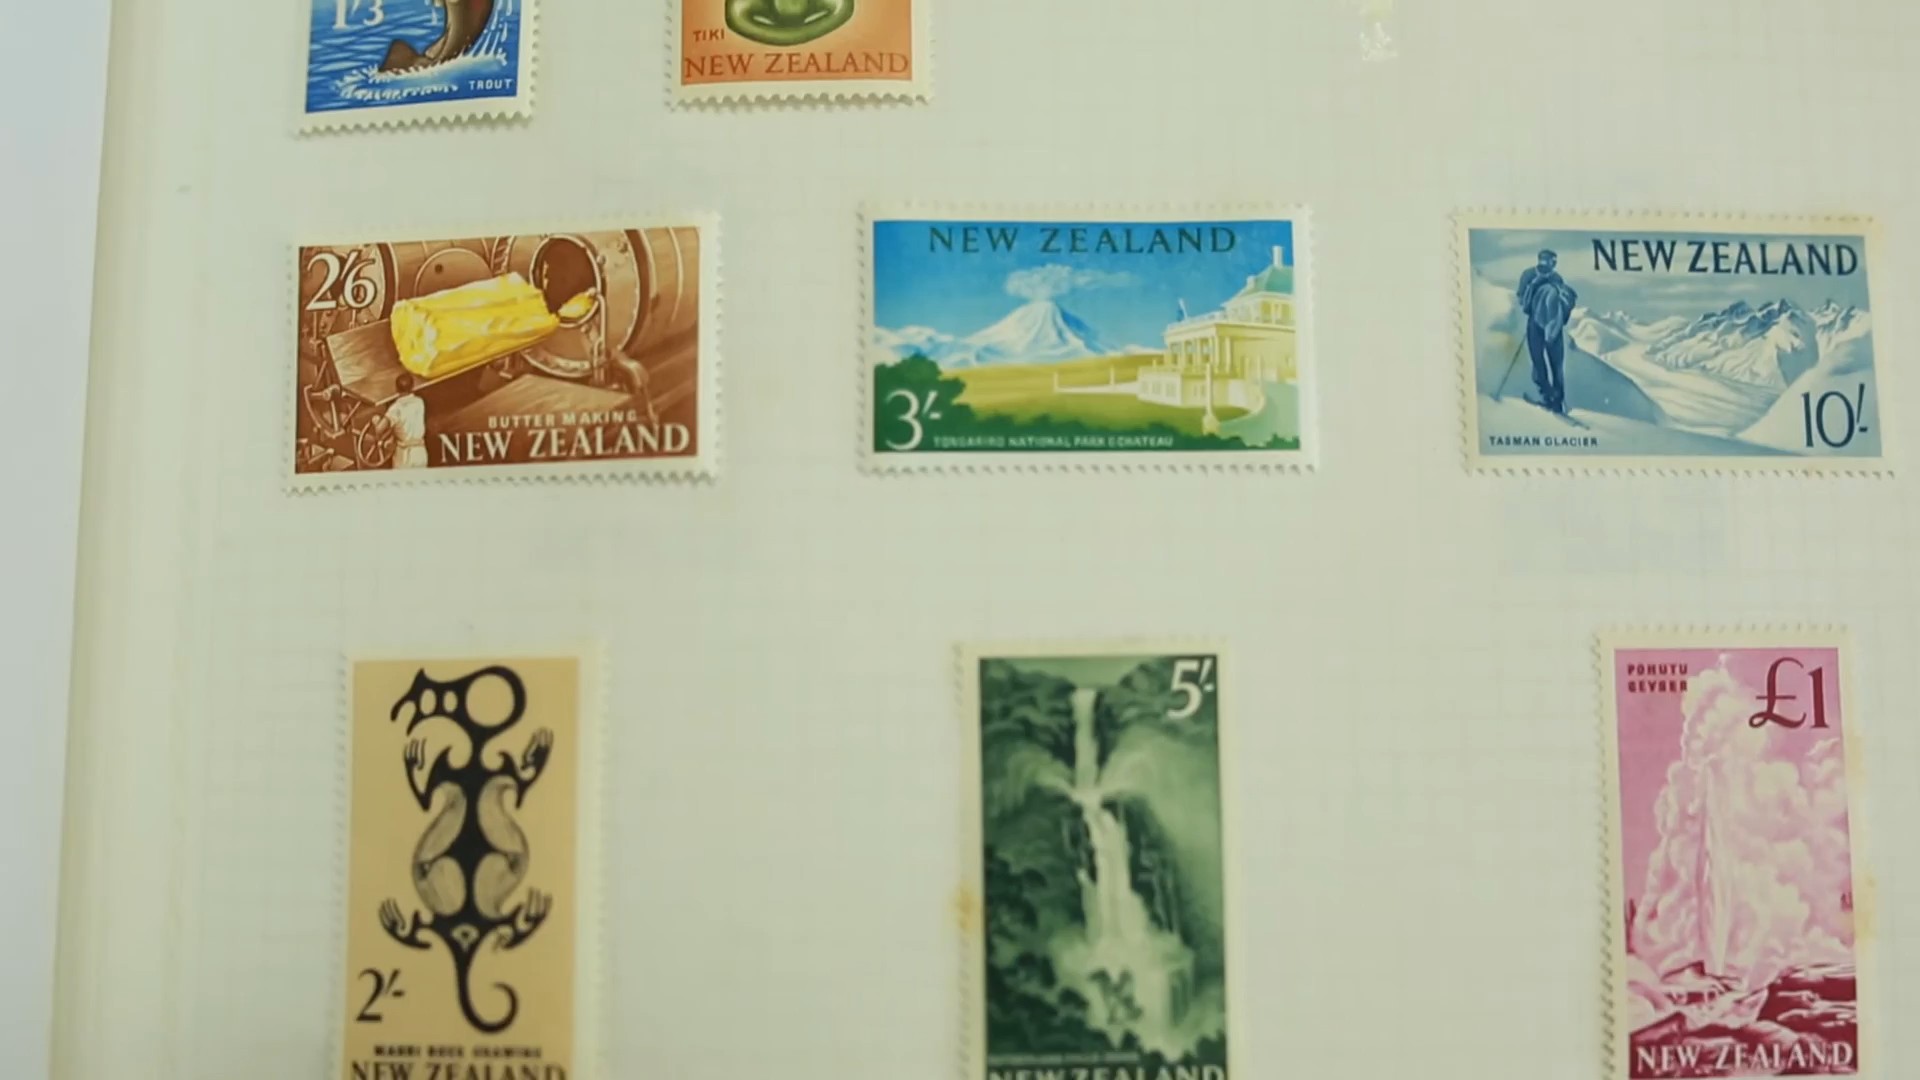 1'3
TROUT
TIKI
NEW ZEALAND
2'6
BUTTER MAKING
NEW ZEALAND
NEW ZEALAND
3'-
TONGARIRO NATIONAL PARK & CHATEAU
NEW ZEALAND
10'-
TASMAN GLACIER
2'-
MAORI ROCK DRAWING
NEW ZEALAND
5'-
NEW ZEALAND
POHUTU
GEYSER
£1
NEW ZEALAND